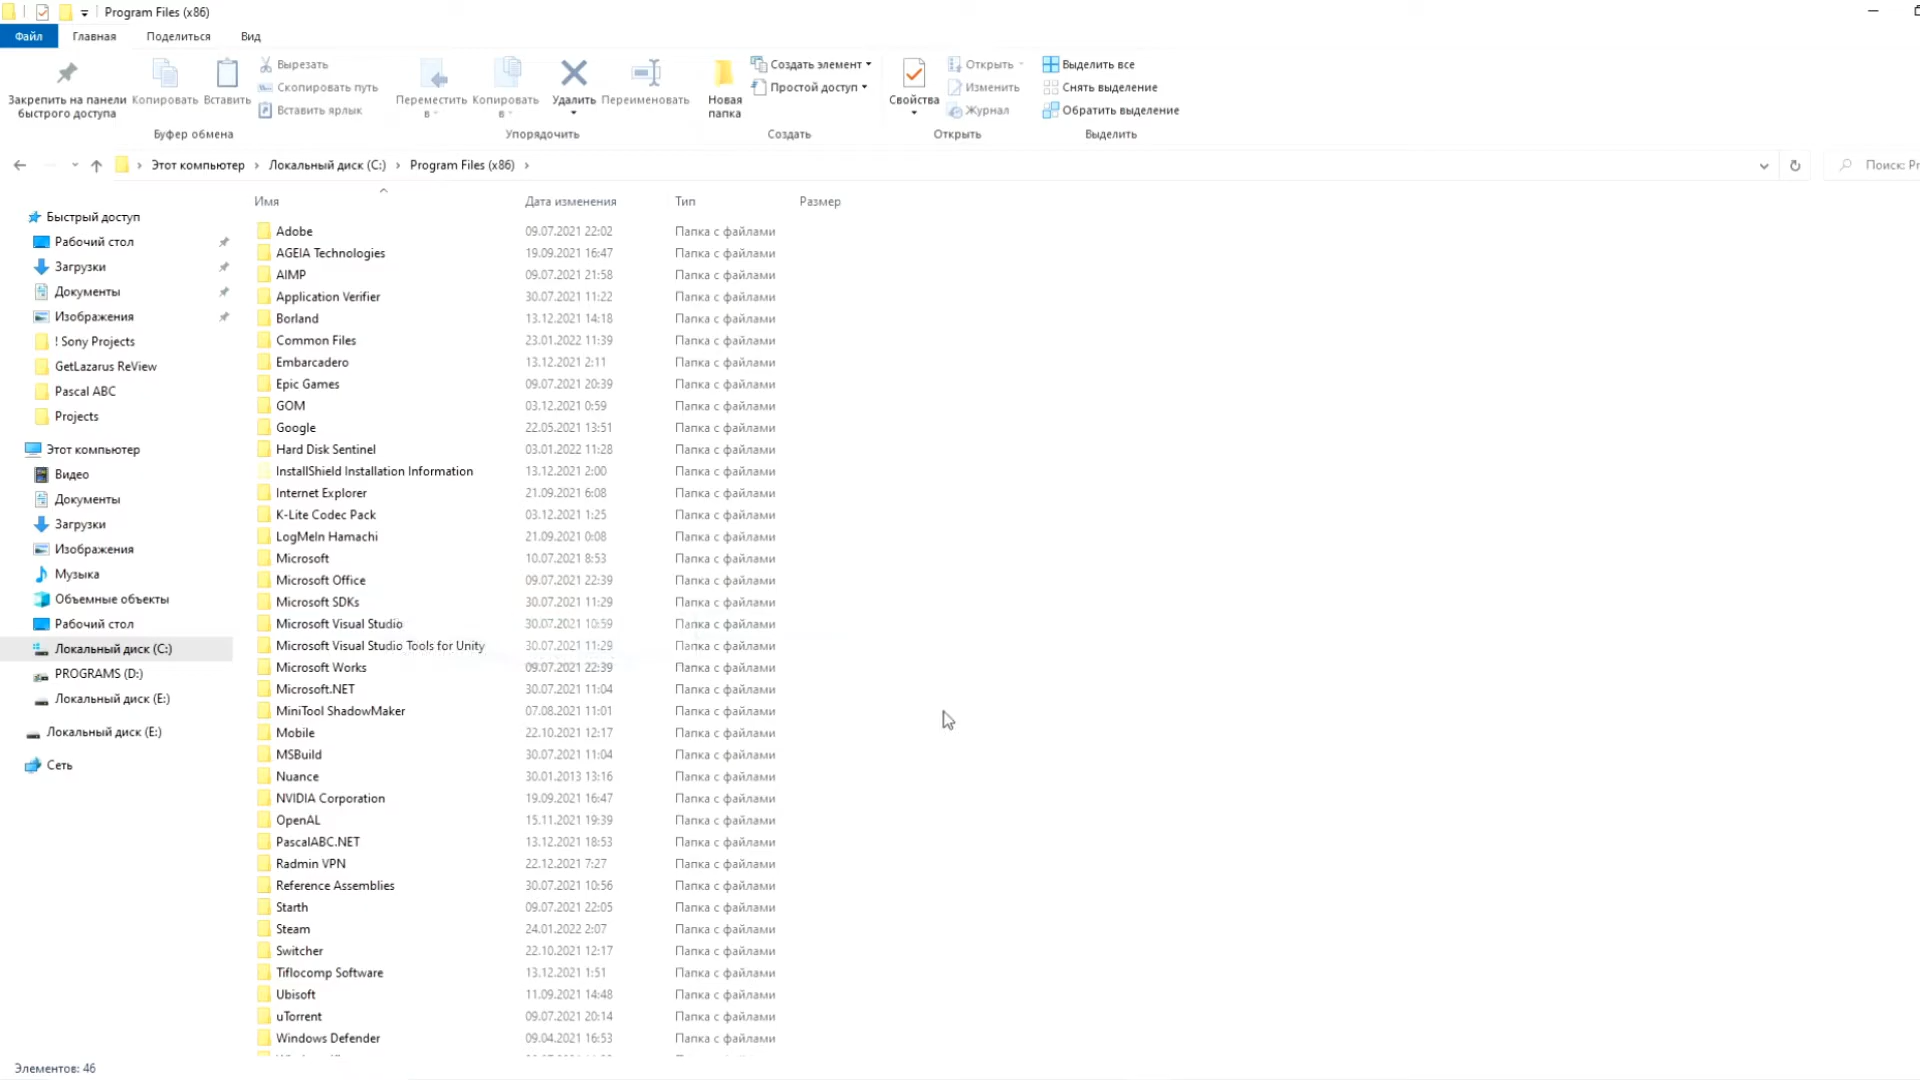 Program Files (x86)
Файл Главная Поделиться Вид
Закрепить на панели быстрого доступа
Копировать
Вставить
Вырезать
Скопировать путь
Вставить ярлык
Буфер обмена
Переместить в
Копировать в
Удалить
Переименовать
Упорядочить
Новая папка
Создать элемент
Простой доступ
Создать
Свойства
Открыть
Изменить
Журнал
Открыть
Выделить все
Снять выделение
Обратить выделение
Выделить
Этот компьютер > Локальный диск (C:) > Program Files (x86) >
Поиск: Pr
Быстрый доступ
Рабочий стол
Загрузки
Документы
Изображения
! Sony Projects
GetLazarus ReView
Pascal ABC
Projects
Этот компьютер
Видео
Документы
Загрузки
Изображения
Музыка
Объемные объекты
Рабочий стол
Локальный диск (C:)
PROGRAMS (D:)
Локальный диск (E:)
Локальный диск (E:)
Сеть
Имя Дата изменения Тип Размер
Adobe 09.07.2021 22:02 Папка с файлами
AGEIA Technologies 19.09.2021 16:47 Папка с файлами
AIMP 09.07.2021 21:58 Папка с файлами
Application Verifier 30.07.2021 11:22 Папка с файлами
Borland 13.12.2021 14:18 Папка с файлами
Common Files 23.01.2022 11:39 Папка с файлами
Embarcadero 13.12.2021 2:11 Папка с файлами
Epic Games 09.07.2021 20:39 Папка с файлами
GOM 03.12.2021 0:59 Папка с файлами
Google 22.05.2021 13:51 Папка с файлами
Hard Disk Sentinel 03.01.2022 11:28 Папка с файлами
InstallShield Installation Information 13.12.2021 2:00 Папка с файлами
Internet Explorer 21.09.2021 6:08 Папка с файлами
K-Lite Codec Pack 03.12.2021 1:25 Папка с файлами
LogMeIn Hamachi 21.09.2021 0:08 Папка с файлами
Microsoft 10.07.2021 8:53 Папка с файлами
Microsoft Office 09.07.2021 22:39 Папка с файлами
Microsoft SDKs 30.07.2021 11:29 Папка с файлами
Microsoft Visual Studio 30.07.2021 10:59 Папка с файлами
Microsoft Visual Studio Tools for Unity 30.07.2021 11:29 Папка с файлами
Microsoft Works 09.07.2021 22:39 Папка с файлами
Microsoft.NET 30.07.2021 11:04 Папка с файлами
MiniTool ShadowMaker 07.08.2021 11:01 Папка с файлами
Mobile 22.10.2021 12:17 Папка с файлами
MSBuild 30.07.2021 11:04 Папка с файлами
Nuance 30.01.2013 13:16 Папка с файлами
NVIDIA Corporation 19.09.2021 16:47 Папка с файлами
OpenAL 15.11.2021 19:39 Папка с файлами
PascalABC.NET 13.12.2021 18:53 Папка с файлами
Radmin VPN 22.12.2021 7:27 Папка с файлами
Reference Assemblies 30.07.2021 10:56 Папка с файлами
Starth 09.07.2021 22:05 Папка с файлами
Steam 24.01.2022 2:07 Папка с файлами
Switcher 22.10.2021 12:17 Папка с файлами
Tiflocomp Software 13.12.2021 1:51 Папка с файлами
Ubisoft 11.09.2021 14:48 Папка с файлами
uTorrent 09.07.2021 20:14 Папка с файлами
Windows Defender 09.04.2021 16:53 Папка с файлами
Элементов: 46